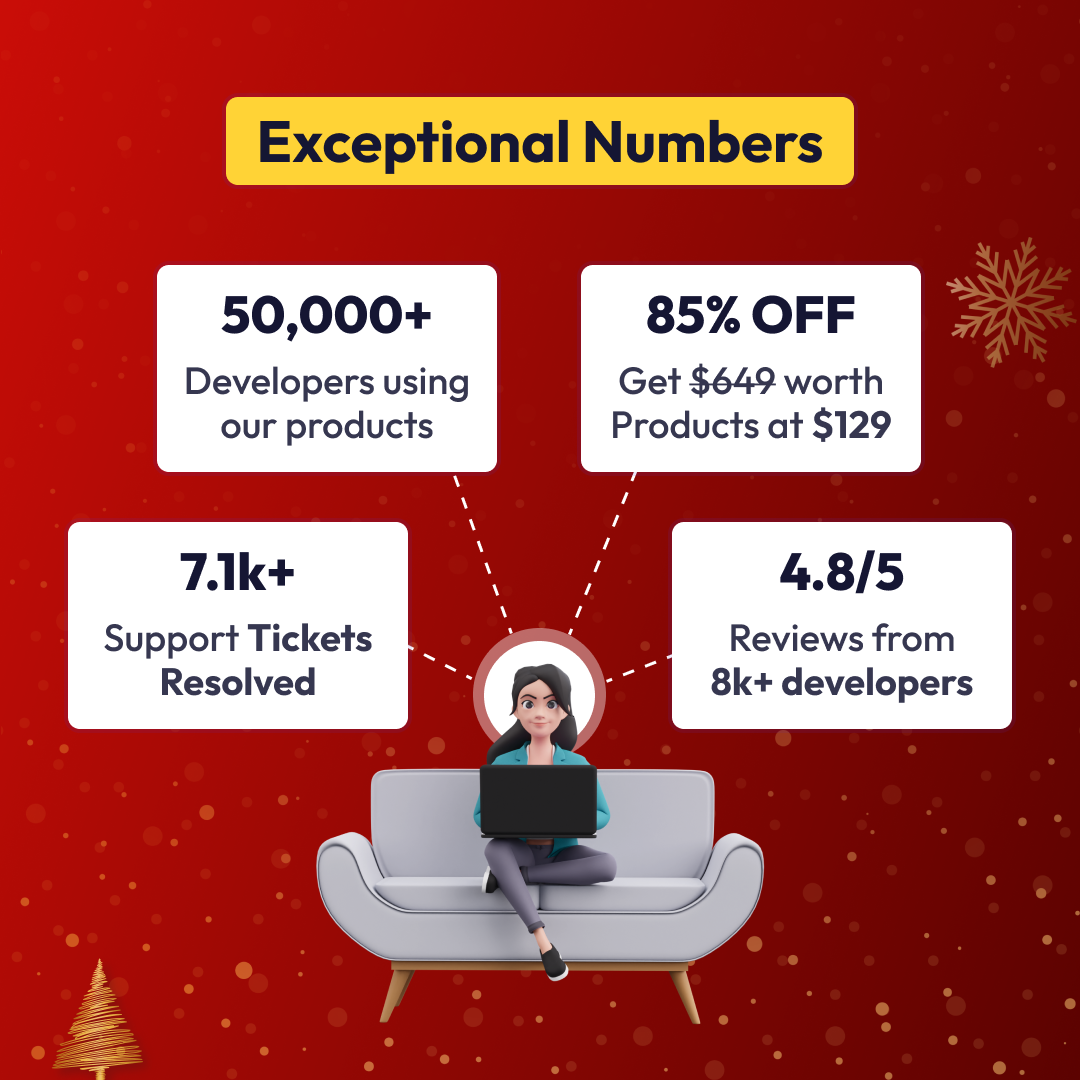 Exceptional Numbers
50,000+
Developers using
our products
85% OFF
Get $649 worth
Products at $129
7.1k+
Support Tickets
Resolved
4.8/5
Reviews from
8k+ developers